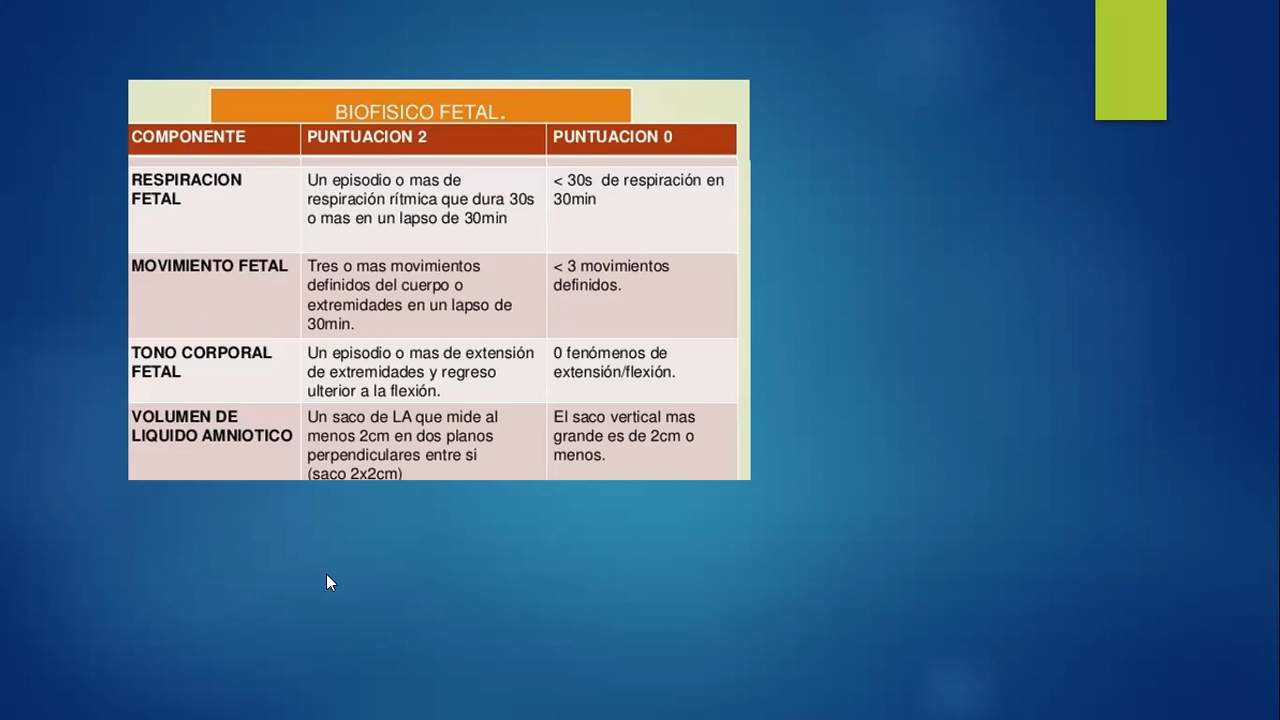 BIOFISICO FETAL.
COMPONENTE
PUNTUACION 2
PUNTUACION 0
RESPIRACION
FETAL
Un episodio o mas de
respiración rítmica que dura 30s
o mas en un lapso de 30min
< 30s de respiración en
30min
MOVIMIENTO FETAL
Tres o mas movimientos
definidos del cuerpo o
extremidades en un lapso de
30min.
< 3 movimientos
definidos.
TONO CORPORAL
FETAL
Un episodio o mas de extensión
de extremidades y regreso
ulterior a la flexión.
0 fenómenos de
extensión/flexión.
VOLUMEN DE
LIQUIDO AMNIOTICO
Un saco de LA que mide al
menos 2cm en dos planos
perpendiculares entre si
(saco 2x2cm)
El saco vertical mas
grande es de 2cm o
menos.